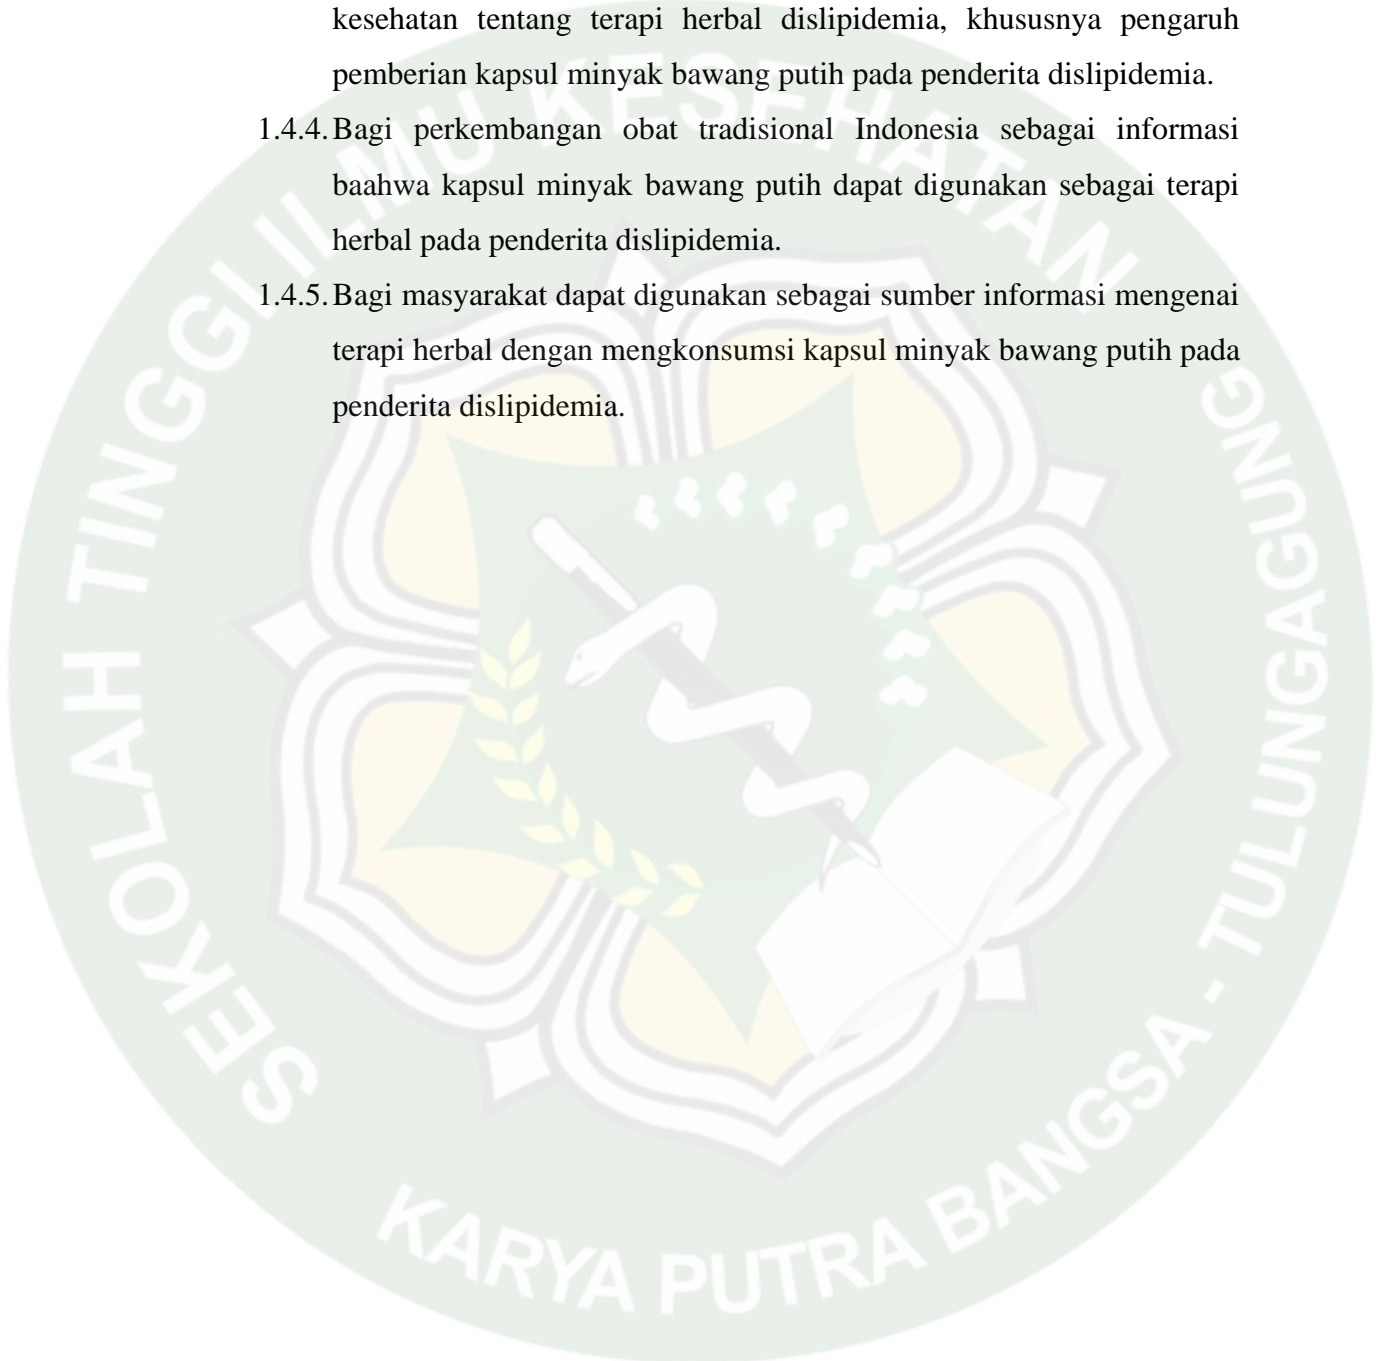 kesehatan tentang terapi herbal dislipidemia, khususnya pengaruh
pemberian kapsul minyak bawang putih pada penderita dislipidemia.
1.4.4. Bagi perkembangan obat tradisional Indonesia sebagai informasi
baahwa kapsul minyak bawang putih dapat digunakan sebagai terapi
herbal pada penderita dislipidemia.
1.4.5. Bagi masyarakat dapat digunakan sebagai sumber informasi mengenai
terapi herbal dengan mengkonsumsi kapsul minyak bawang putih pada
penderita dislipidemia.
SEKOLAH TINGGI ILMU KESEHATAN
KARYA PUTRA BANGSA - TULUNGAGUNG